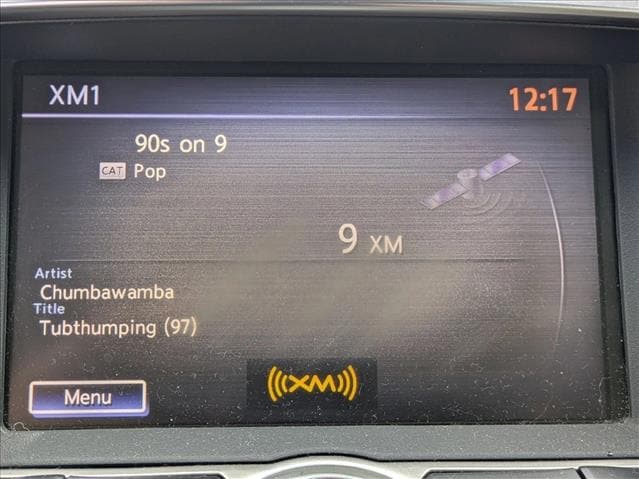 XM1
12:17
90s on 9
CAT Pop
9 XM
Artist
Chumbawamba
Title
Tubthumping (97)
Menu
XM